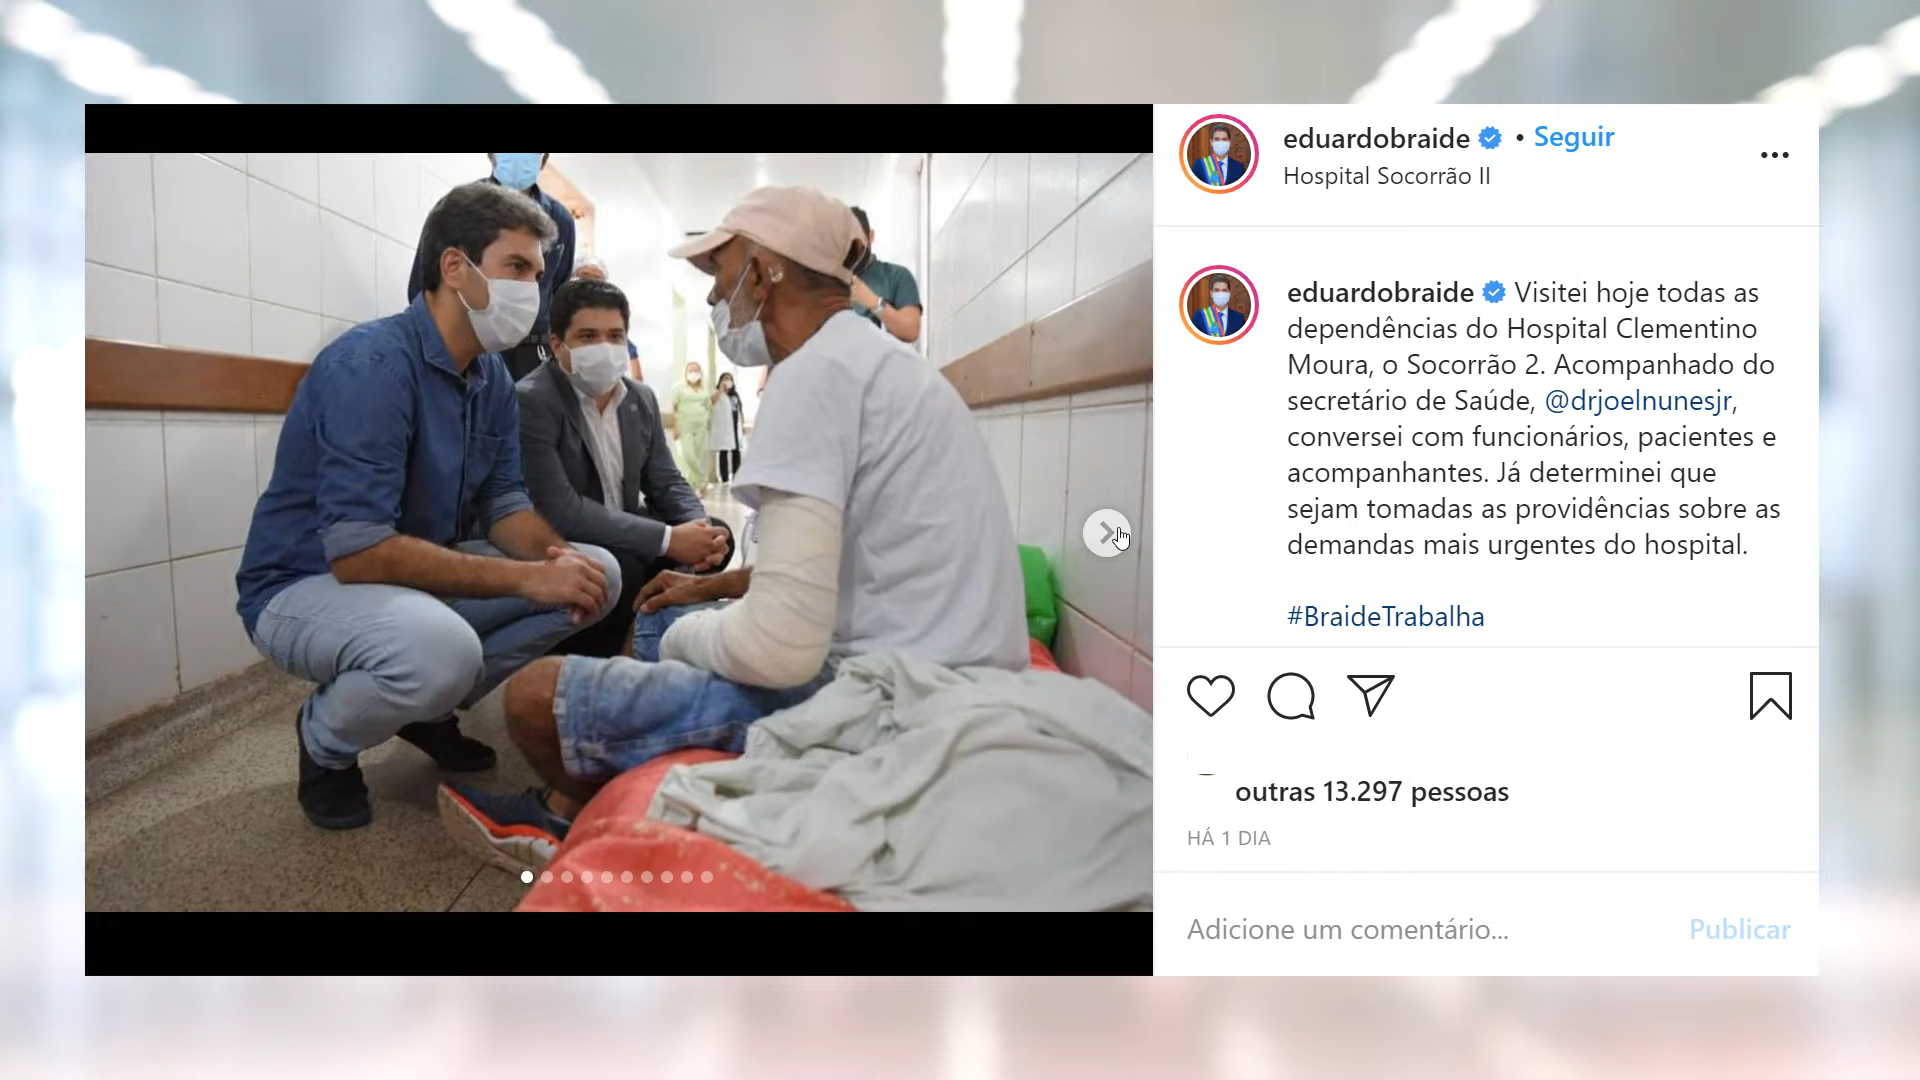 eduardobraide • Seguir
Hospital Socorrão II
eduardobraide Visitei hoje todas as
dependências do Hospital Clementino
Moura, o Socorrão 2. Acompanhado do
secretário de Saúde, @drjoelnunesjr,
conversei com funcionários, pacientes e
acompanhantes. Já determinei que
sejam tomadas as providências sobre as
demandas mais urgentes do hospital.
#BraideTrabalha
outras 13.297 pessoas
HÁ 1 DIA
Adicione um comentário... Publicar